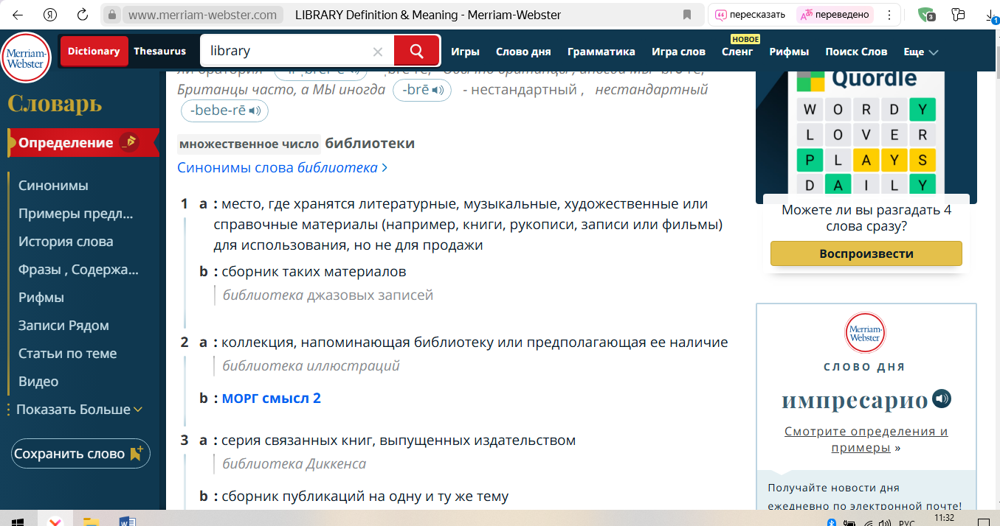 www.merriam-webster.com LIBRARY Definition & Meaning - Merriam-Webster пересказать переведено 3 1
Merriam-
Webster
Dictionary Thesaurus library Игры Слово дня Грамматика Игра слов НОВОЕ Сленг Рифмы Поиск Слов Еще
Британцы часто, а МЫ иногда -brē - нестандартный , нестандартный
-bebe-rē
множественное число библиотеки
Синонимы слова библиотека >
1 a : место, где хранятся литературные, музыкальные, художественные или
справочные материалы (например, книги, рукописи, записи или фильмы)
для использования, но не для продажи
b : сборник таких материалов
библиотека джазовых записей
2 a : коллекция, напоминающая библиотеку или предполагающая ее наличие
библиотека иллюстраций
b : МОРГ смысл 2
3 a : серия связанных книг, выпущенных издательством
библиотека Диккенса
b : сборник публикаций на одну и ту же тему
Словарь
Определение
Синонимы
Примеры предл...
История слова
Фразы , Содержа...
Рифмы
Записи Рядом
Статьи по теме
Видео
Показать Больше
Сохранить слово
Quordle
W O R D Y
L O V E R
P L A Y S
D A I L Y
Можете ли вы разгадать 4
слова сразу?
Воспроизвести
Merriam-
Webster
СЛОВО ДНЯ
импресарио
Смотрите определения и
примеры »
Получайте новости дня
ежедневно по электронной почте!
РУС 11:32